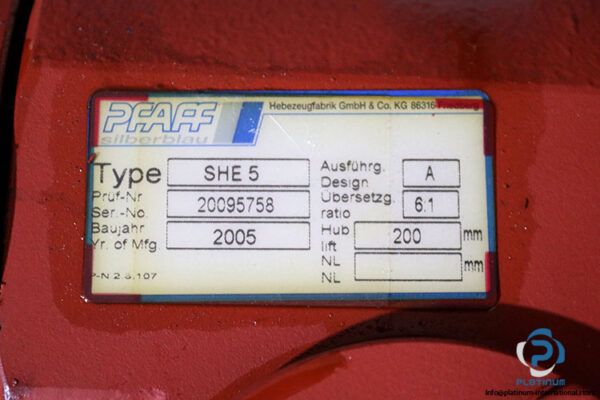 PFAFF
silberblau
Hebezeugfabrik GmbH & Co. KG 86316 Friedberg
Type SHE 5
Prüf-Nr
Ser.-No. 20095758
Baujahr
Yr. of Mfg. 2005
P-N 2.3.107
Ausführg.
Design A
Übersetzg.
ratio 6.1
Hub
lift 200 mm
NL
NL mm
PLATINUM
info@platinum-international.com